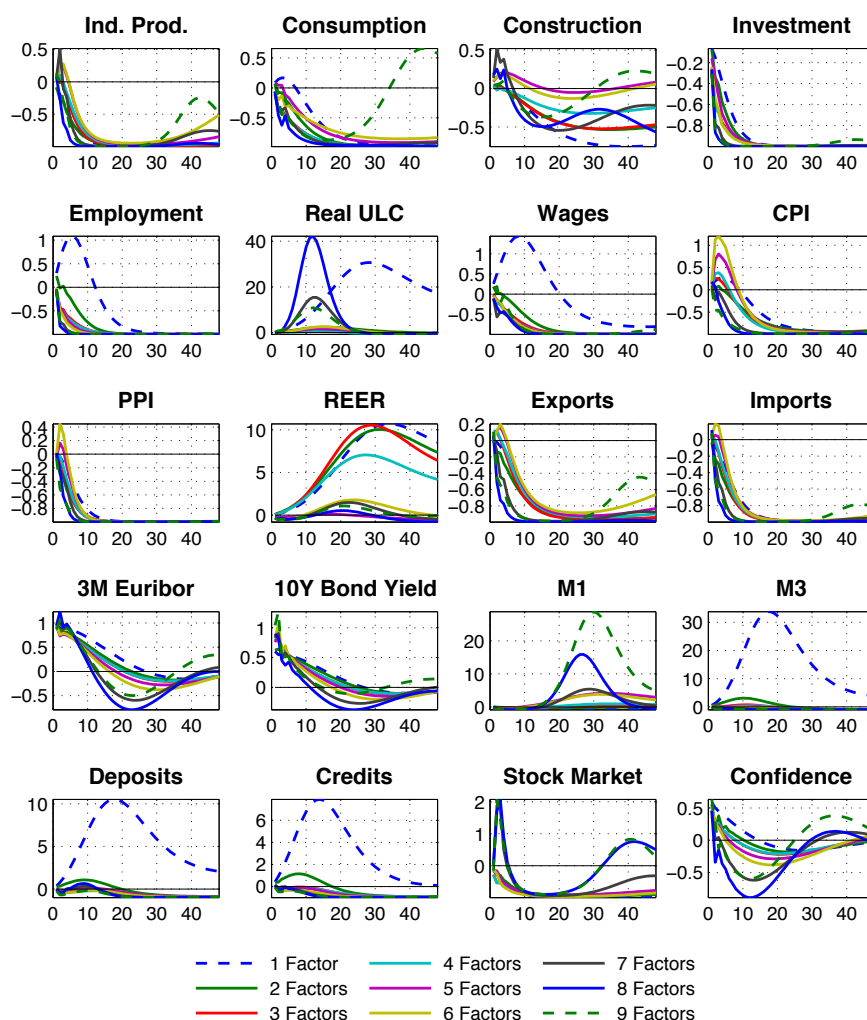 Ind. Prod. Consumption Construction Investment
0.5 0.5 0.5
0 0 0 -0.2
-0.5 -0.5 -0.5 -0.4
-0.6
-0.8
0 10 20 30 40 0 10 20 30 40 0 10 20 30 40 0 10 20 30 40
Employment Real ULC Wages CPI
1 40 1 1
0.5 20 0.5 0.5
0 0 0 0
-0.5 -0.5 -0.5
0 10 20 30 40 0 10 20 30 40 0 10 20 30 40 0 10 20 30 40
PPI REER Exports Imports
0.4 10 0.2 0.2
0.2 5 0 0
0 0 -0.2 -0.2
-0.2 -0.4 -0.4
-0.4 -0.6 -0.6
-0.6 -0.8 -0.8
-0.8
0 10 20 30 40 0 10 20 30 40 0 10 20 30 40 0 10 20 30 40
3M Euribor 10Y Bond Yield M1 M3
1 1 20 30
0.5 0.5 10 20
0 0 0 10
-0.5 0
0 10 20 30 40 0 10 20 30 40 0 10 20 30 40 0 10 20 30 40
Deposits Credits Stock Market Confidence
10 6 2 0.5
5 4 1 0
0 2 0 -0.5
0
0 10 20 30 40 0 10 20 30 40 0 10 20 30 40 0 10 20 30 40
1 Factor 4 Factors 7 Factors
2 Factors 5 Factors 8 Factors
3 Factors 6 Factors 9 Factors